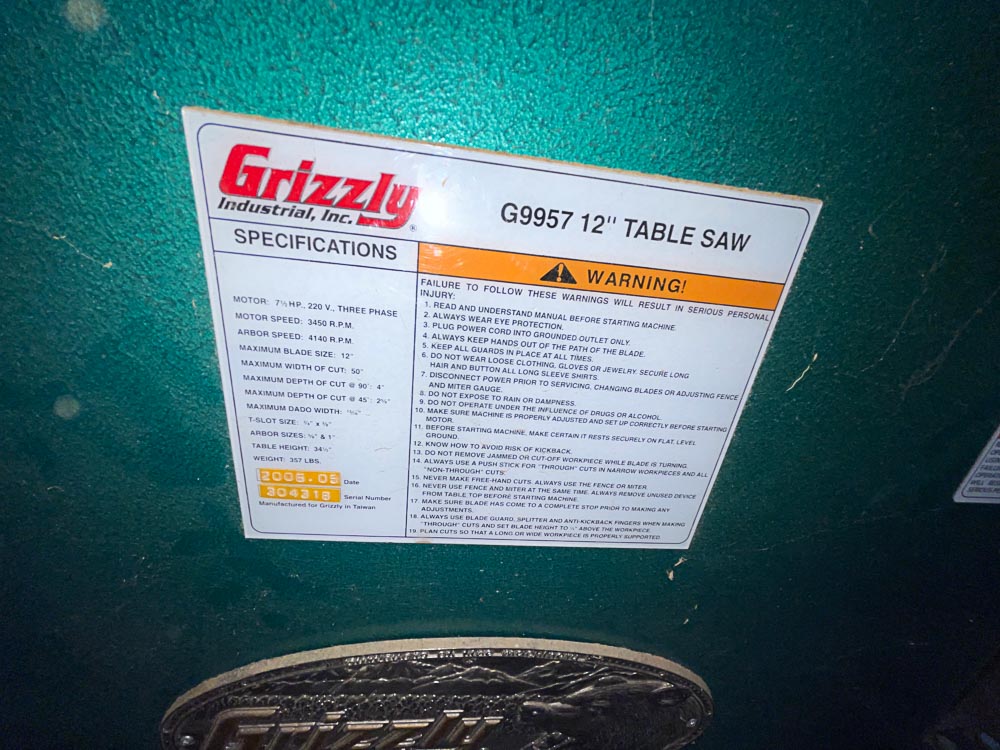 Grizzly
Industrial, Inc. ®
G9957 12" TABLE SAW
SPECIFICATIONS
MOTOR: 7½ HP., 220 V., THREE PHASE
MOTOR SPEED: 3450 R.P.M.
ARBOR SPEED: 4140 R.P.M.
MAXIMUM BLADE SIZE: 12"
MAXIMUM WIDTH OF CUT: 50"
MAXIMUM DEPTH OF CUT @ 90°: 4"
MAXIMUM DEPTH OF CUT @ 45°:
MAXIMUM DADO WIDTH:
T-SLOT SIZE:
ARBOR SIZES: & 1"
TABLE HEIGHT:
WEIGHT: 357 LBS.
Date
Serial Number
Manufactured for Grizzly in Taiwan
WARNING!
FAILURE TO FOLLOW THESE WARNINGS WILL RESULT IN SERIOUS PERSONAL
INJURY:
1. READ AND UNDERSTAND MANUAL BEFORE STARTING MACHINE.
2. ALWAYS WEAR EYE PROTECTION.
3. PLUG POWER CORD INTO GROUNDED OUTLET ONLY.
4. ALWAYS KEEP HANDS OUT OF THE PATH OF THE BLADE.
5. KEEP ALL GUARDS IN PLACE AT ALL TIMES.
6. DO NOT WEAR LOOSE CLOTHING, GLOVES OR JEWELRY. SECURE LONG
HAIR AND BUTTON ALL LONG SLEEVE SHIRTS.
7. DISCONNECT POWER PRIOR TO SERVICING, CHANGING BLADES OR ADJUSTING FENCE
AND MITER GAUGE.
8. DO NOT EXPOSE TO RAIN OR DAMPNESS.
9. DO NOT OPERATE UNDER THE INFLUENCE OF DRUGS OR ALCOHOL.
10. MAKE SURE MACHINE IS PROPERLY ADJUSTED AND SET UP CORRECTLY BEFORE STARTING
MOTOR.
11. BEFORE STARTING MACHINE, MAKE CERTAIN IT RESTS SECURELY ON FLAT, LEVEL
GROUND.
12. KNOW HOW TO AVOID RISK OF KICKBACK.
13. DO NOT REMOVE JAMMED OR CUT-OFF WORKPIECE WHILE BLADE IS TURNING.
14. ALWAYS USE A PUSH STICK FOR "THROUGH" CUTS IN NARROW WORKPIECES AND ALL
"NON-THROUGH" CUTS.
15. NEVER MAKE FREE-HAND CUTS. ALWAYS USE THE FENCE OR MITER.
16. NEVER USE FENCE AND MITER AT THE SAME TIME. ALWAYS REMOVE UNUSED DEVICE
FROM TABLE TOP BEFORE STARTING MACHINE.
17. MAKE SURE BLADE HAS COME TO A COMPLETE STOP PRIOR TO MAKING ANY
ADJUSTMENTS.
18. ALWAYS USE BLADE GUARD, SPLITTER AND ANTI-KICKBACK FINGERS WHEN MAKING
"THROUGH" CUTS AND SET BLADE HEIGHT TO ABOVE THE WORKPIECE.
19. PLAN CUTS SO THAT A LONG OR WIDE WORKPIECE IS PROPERLY SUPPORTED.
Grizzly